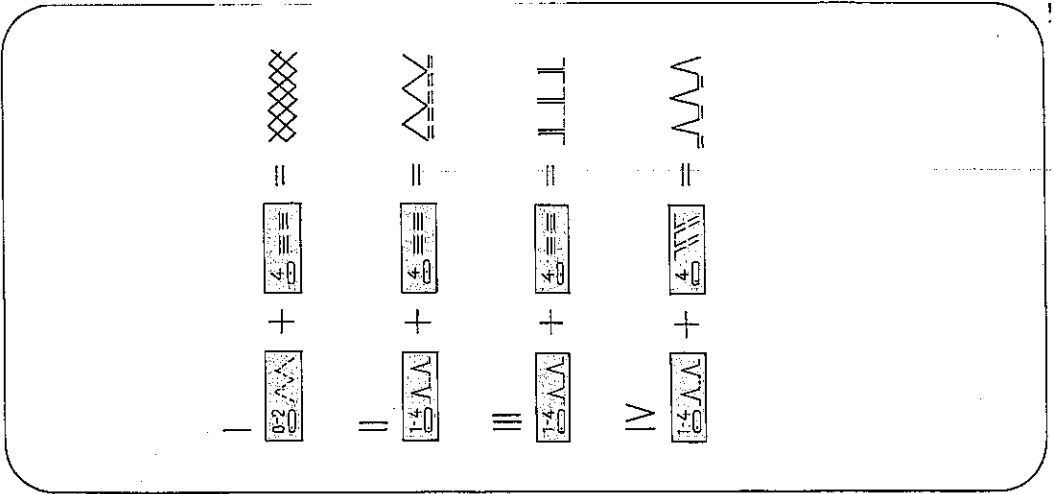 I 0-2 + 4 =
II 1-4 + 4 =
III 1-4 + 4 =
IV 1-4 + 4 =